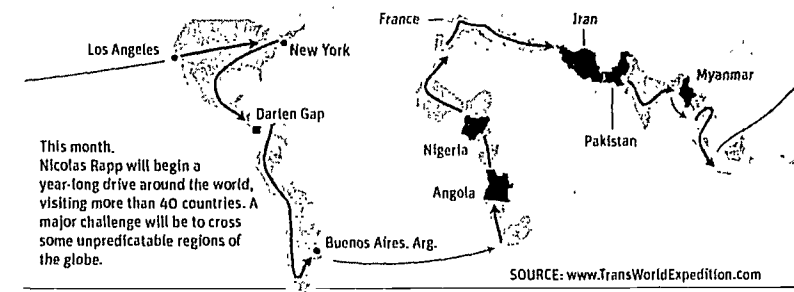 France
Iran
Los Angeles
New York
Myanmar
Darien Gap
Pakistan
This month.
Nicolas Rapp will begin a
year-long drive around the world,
visiting more than 40 countries. A
major challenge will be to cross
some unpredicatable regions of
the globe.
Nigeria
Angola
Buenos Aires. Arg.
SOURCE: www.TransWorldExpedition.com